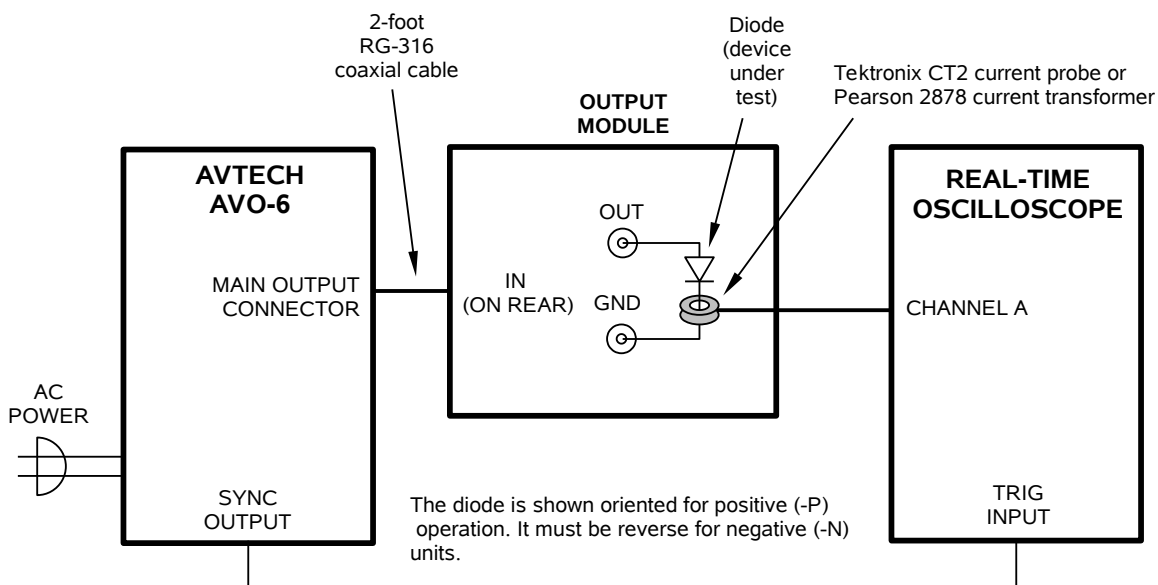 2-foot
RG-316
coaxial cable
Diode
(device
under
test)
Tektronix CT2 current probe or
Pearson 2878 current transformer
OUTPUT
MODULE
AVTECH
AVO-6
REAL-TIME
OSCILLOSCOPE
OUT
MAIN OUTPUT
CONNECTOR
IN
(ON REAR)
GND
CHANNEL A
AC
POWER
SYNC
OUTPUT
The diode is shown oriented for positive (-P)
operation. It must be reverse for negative (-N)
units.
TRIG
INPUT